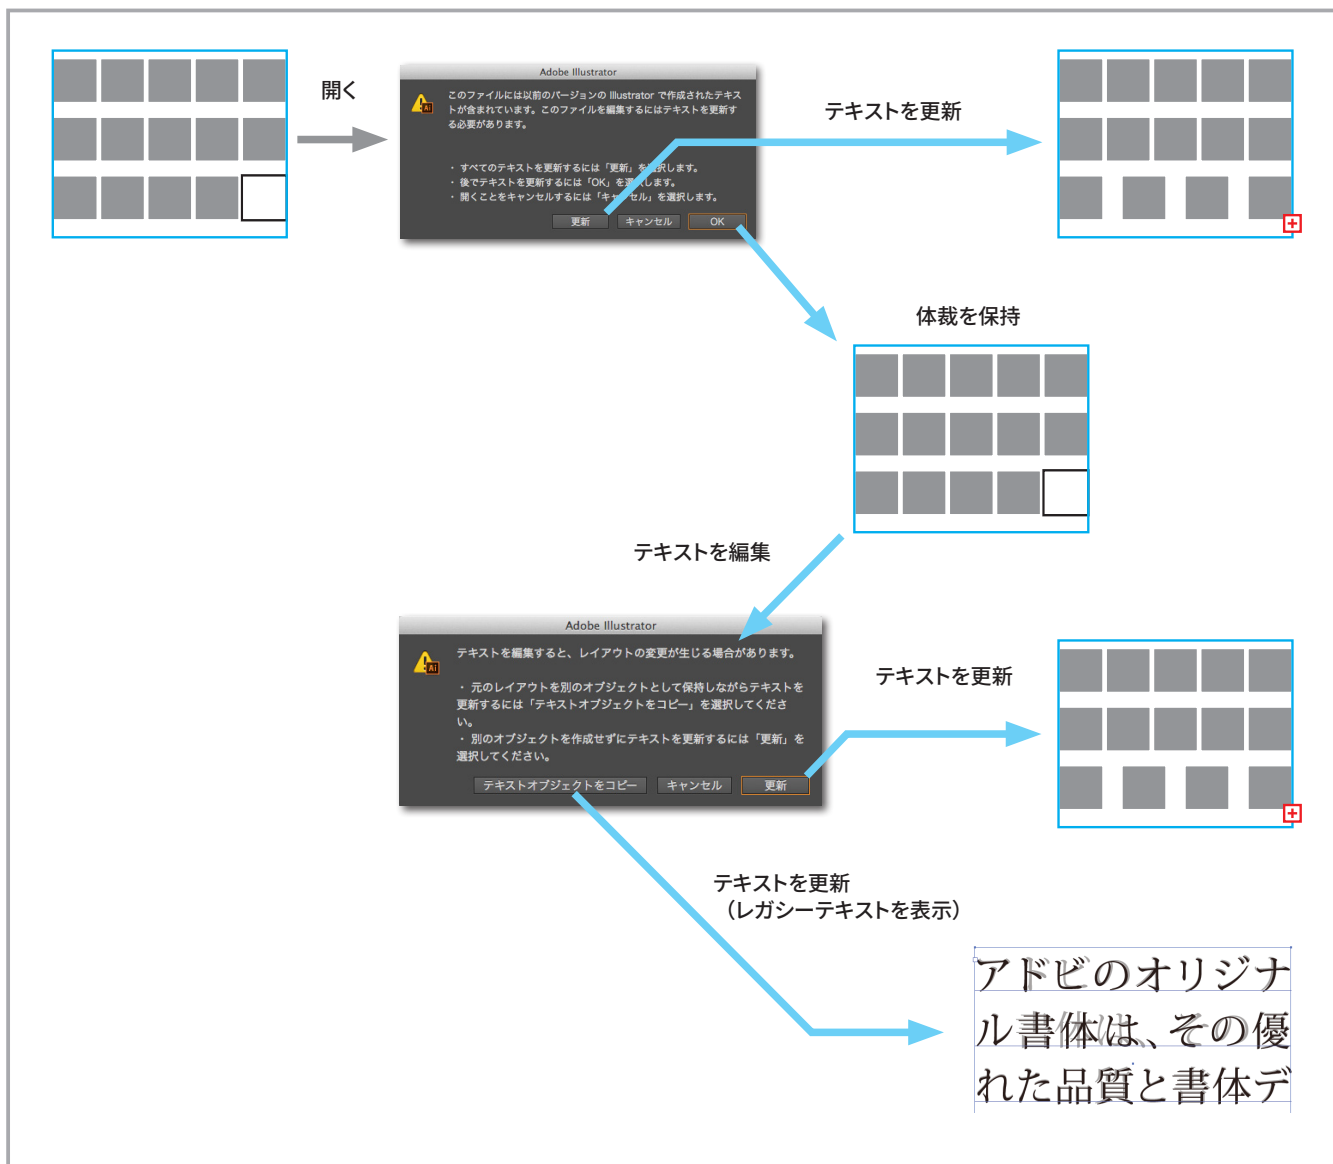 開く
Adobe Illustrator
このファイルには以前のバージョンの Illustrator で作成されたテキス
トが含まれています。このファイルを編集するにはテキストを更新す
る必要があります。
・ すべてのテキストを更新するには「更新」を選択します。
・ 後でテキストを更新するには「OK」を選択します。
・ 開くことをキャンセルするには「キャンセル」を選択します。
更新 キャンセル OK
テキストを更新
体裁を保持
テキストを編集
Adobe Illustrator
テキストを編集すると、レイアウトの変更が生じる場合があります。
・ 元のレイアウトを別のオブジェクトとして保持しながらテキストを
更新するには「テキストオブジェクトをコピー」を選択してくださ
い。
・ 別のオブジェクトを作成せずにテキストを更新するには「更新」を
選択してください。
テキストオブジェクトをコピー キャンセル 更新
テキストを更新
テキストを更新
（レガシーテキストを表示）
アドビのオリジナ
ル書体は、その優
れた品質と書体デ